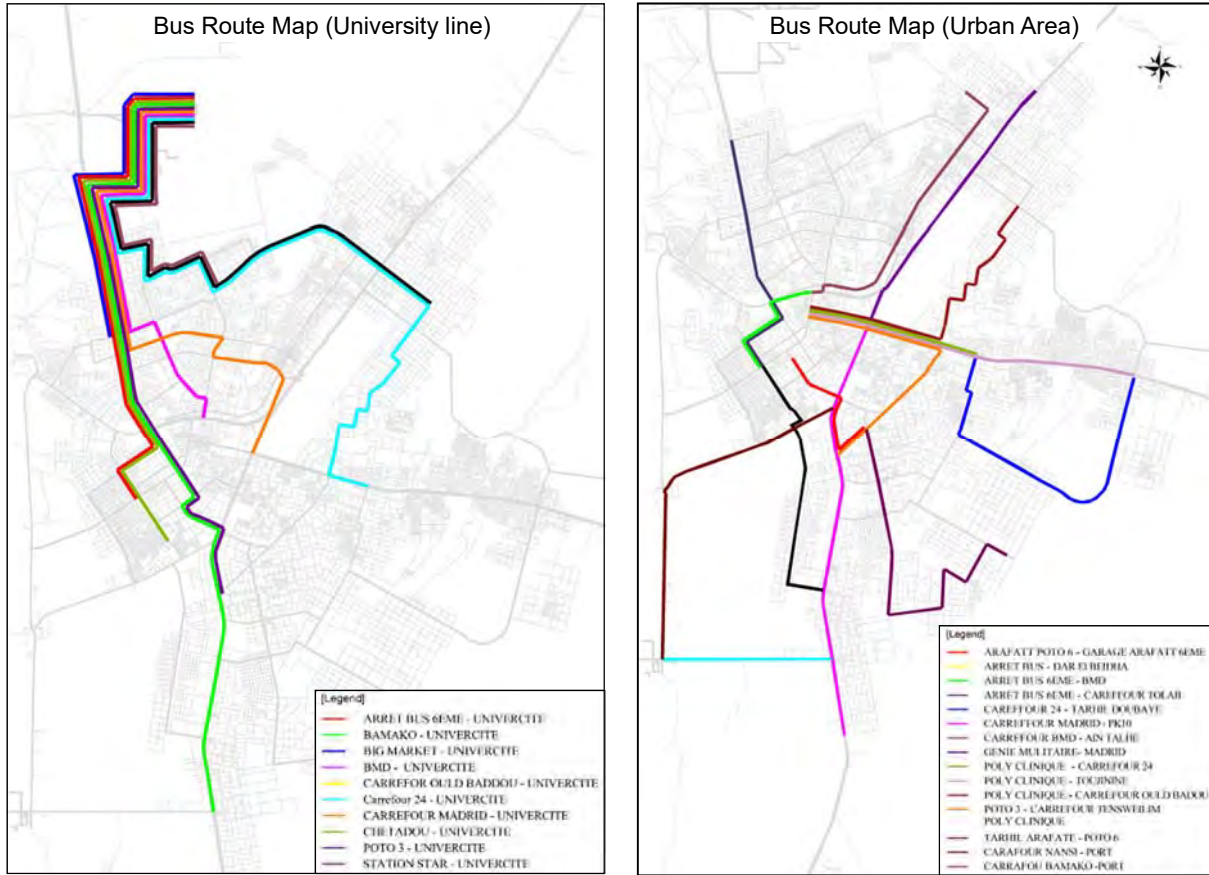 Bus Route Map (University line)
[Legend]
ARRET BUS 6EME - UNIVERCITE
BAMAKO - UNIVERCITE
BIG MARKET - UNIVERCITE
BMD - UNIVERCITE
CARREFOR OULD BADDOU - UNIVERCITE
Carrefour 24 - UNIVERCITE
CARREFOUR MADRID - UNIVERCITE
CHETADOU - UNIVERCITE
POTO 3 - UNIVERCITE
STATION STAR - UNIVERCITE
Bus Route Map (Urban Area)
[Legend]
ARAFATT POTO 6 - GARAGE ARAFATT 6EME
ARRET BUS - DAR El BEIDHA
ARRET BUS 6EME - BMD
ARRET BUS 6EME - CAREFOUR TOLAB
CAREFFOUR 24 - TARHIL DOUBAYE
CARREFFOUR MADRID - PK10
CARREFOUR BMD - AIN TALHE
GENIE MULITAIRE- MADRID
POLY CLINIQUE - CARREFOUR 24
POLY CLINIQUE - TOUJININE
POLY CLINIQUE - CARREFOUR OULD BADOU
POTO 3 - CARREFOUR TENSWEILIM
POLY CLINIQUE
TARHIL ARAFATE - POTO 6
CARAFOUR NANSI - PORT
CARRAFOU BAMAKO -PORT